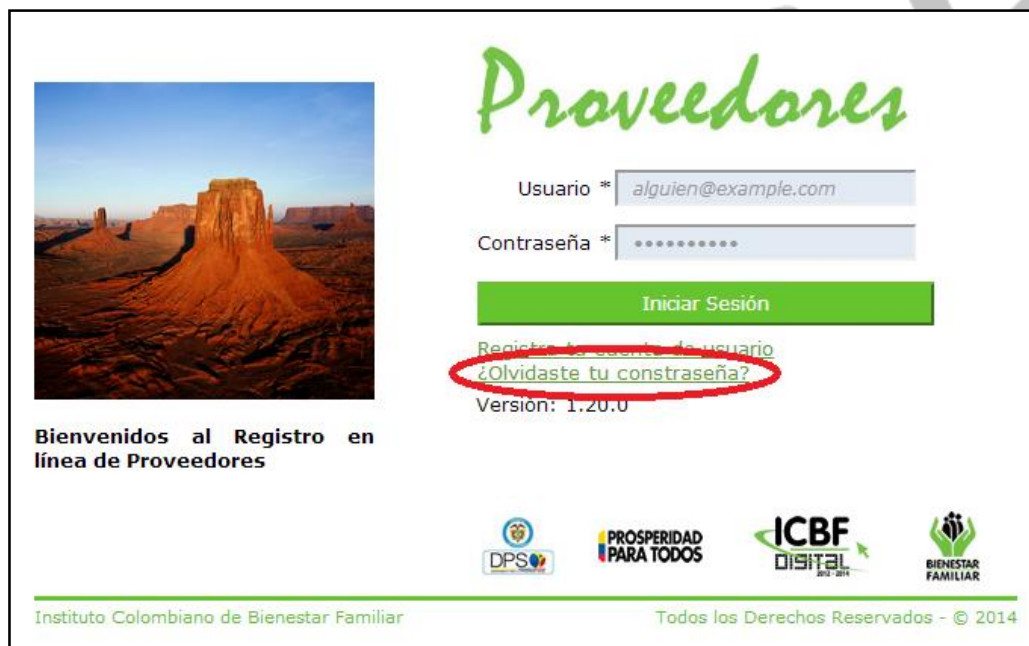 Proveedores
Usuario * alguien@example.com
Contraseña * ••••••••••
Iniciar Sesión
Registra tu cuenta de usuario
¿Olvidaste tu constraseña?
Versión: 1.20.0
Bienvenidos al Registro en
línea de Proveedores
DPS
PROSPERIDAD
PARA TODOS
ICBF
DIGITAL
2012 - 2014
BIENESTAR
FAMILIAR
Instituto Colombiano de Bienestar Familiar
Todos los Derechos Reservados - © 2014